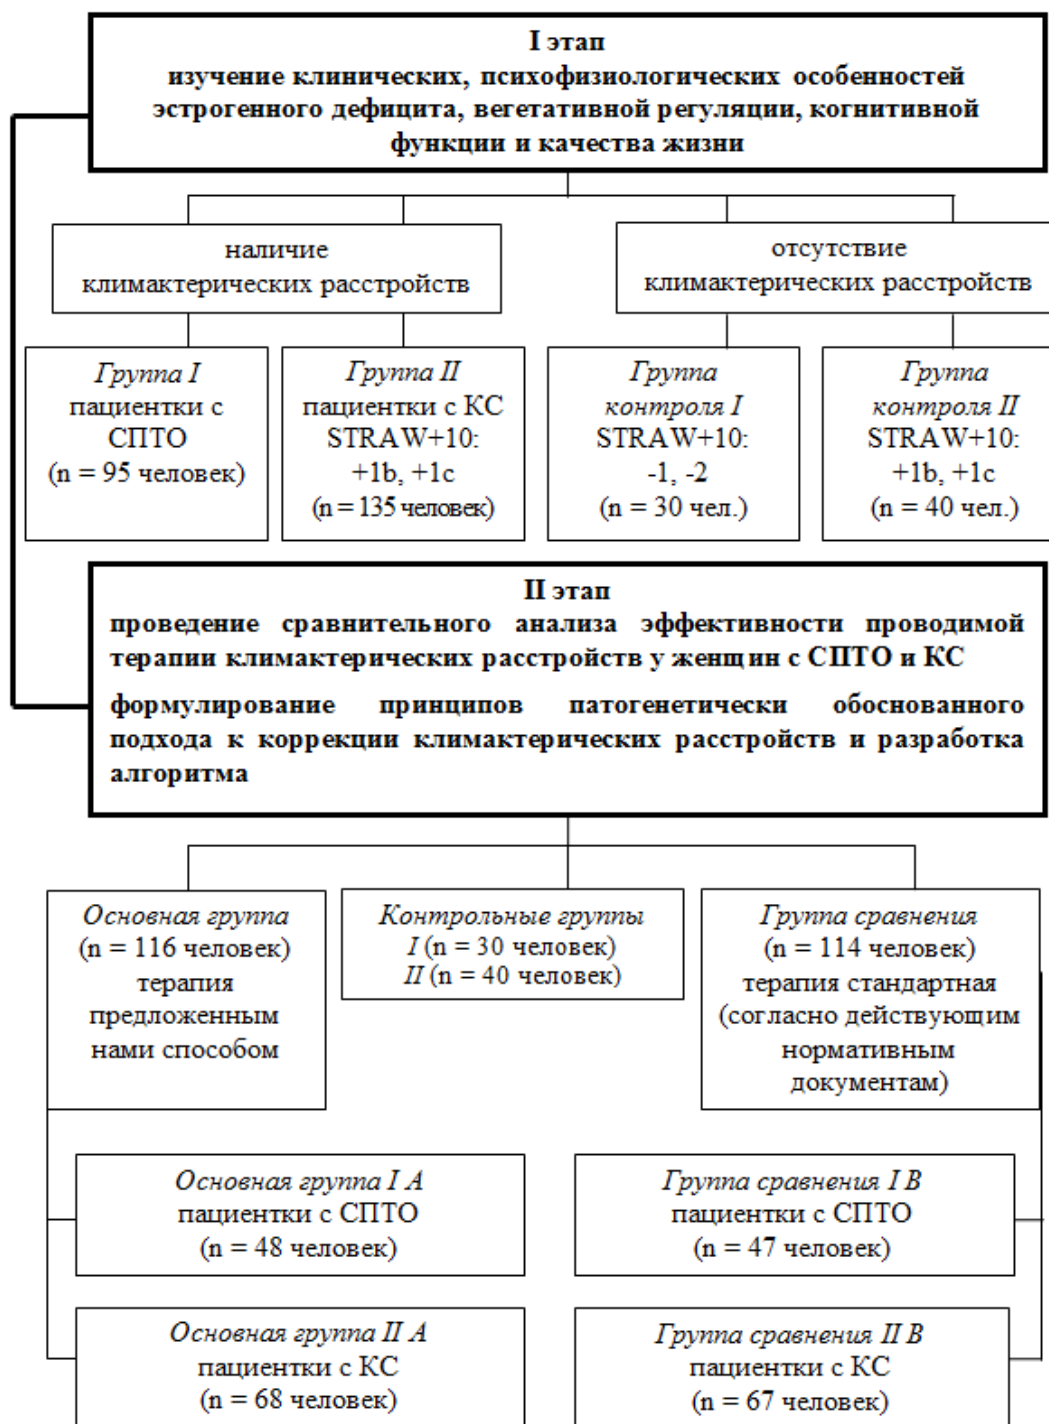 I этап
изучение клинических, психофизиологических особенностей
эстрогенного дефицита, вегетативной регуляции, когнитивной
функции и качества жизни
наличие
климактерических расстройств
отсутствие
климактерических расстройств
Группа I
пациентки с
СПТО
(n = 95 человек)
Группа II
пациентки с КС
STRAW+10:
+1b, +1c
(n = 135 человек)
Группа
контроля I
STRAW+10:
-1, -2
(n = 30 чел.)
Группа
контроля II
STRAW+10:
+1b, +1c
(n = 40 чел.)
II этап
проведение сравнительного анализа эффективности проводимой
терапии климактерических расстройств у женщин с СПТО и КС
формулирование принципов патогенетически обоснованного
подхода к коррекции климактерических расстройств и разработка
алгоритма
Основная группа
(n = 116 человек)
терапия
предложенным
нами способом
Контрольные группы
I (n = 30 человек)
II (n = 40 человек)
Группа сравнения
(n = 114 человек)
терапия стандартная
(согласно действующим
нормативным
документам)
Основная группа I А
пациентки с СПТО
(n = 48 человек)
Группа сравнения I В
пациентки с СПТО
(n = 47 человек)
Основная группа II А
пациентки с КС
(n = 68 человек)
Группа сравнения II В
пациентки с КС
(n = 67 человек)